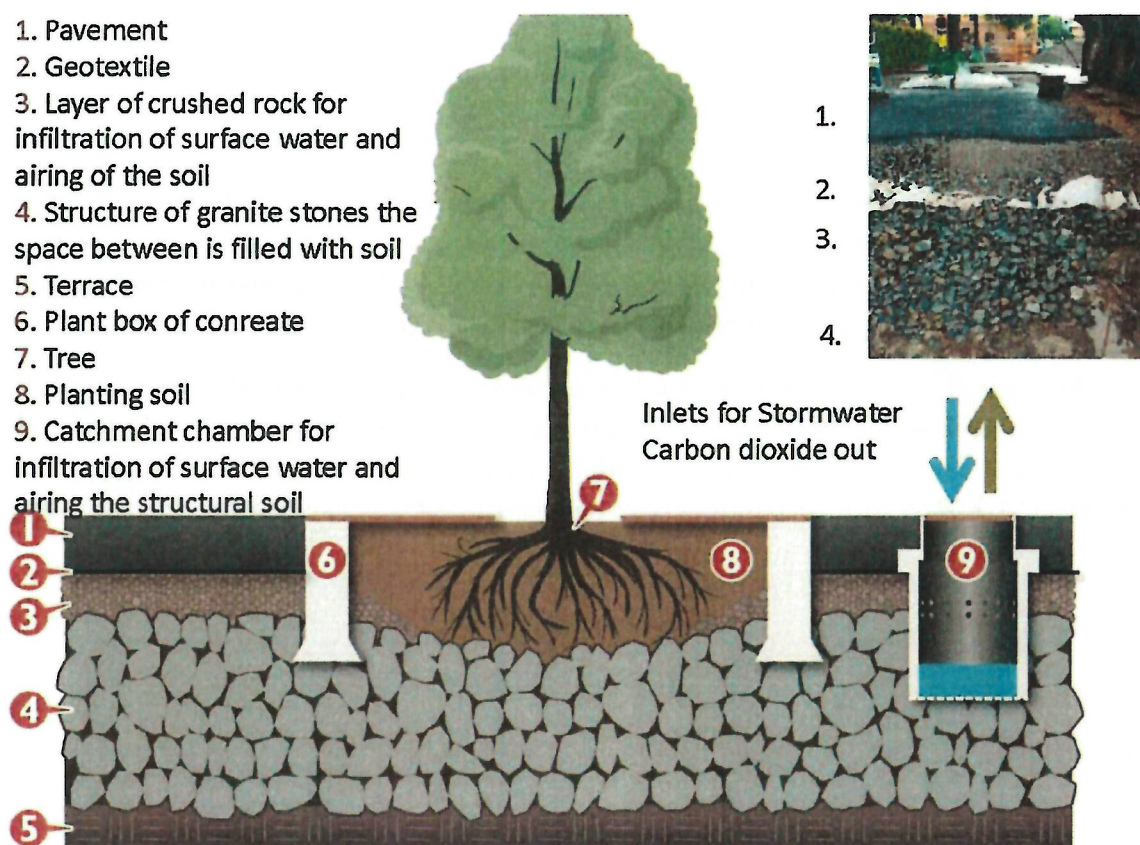 1. Pavement
2. Geotextile
3. Layer of crushed rock for
infiltration of surface water and
airing of the soil
4. Structure of granite stones the
space between is filled with soil
5. Terrace
6. Plant box of conreate
7. Tree
8. Planting soil
9. Catchment chamber for
infiltration of surface water and
airing the structural soil
1.
2.
3.
4.
Inlets for Stormwater
Carbon dioxide out
7
1
2
3
4
5
6
8
9